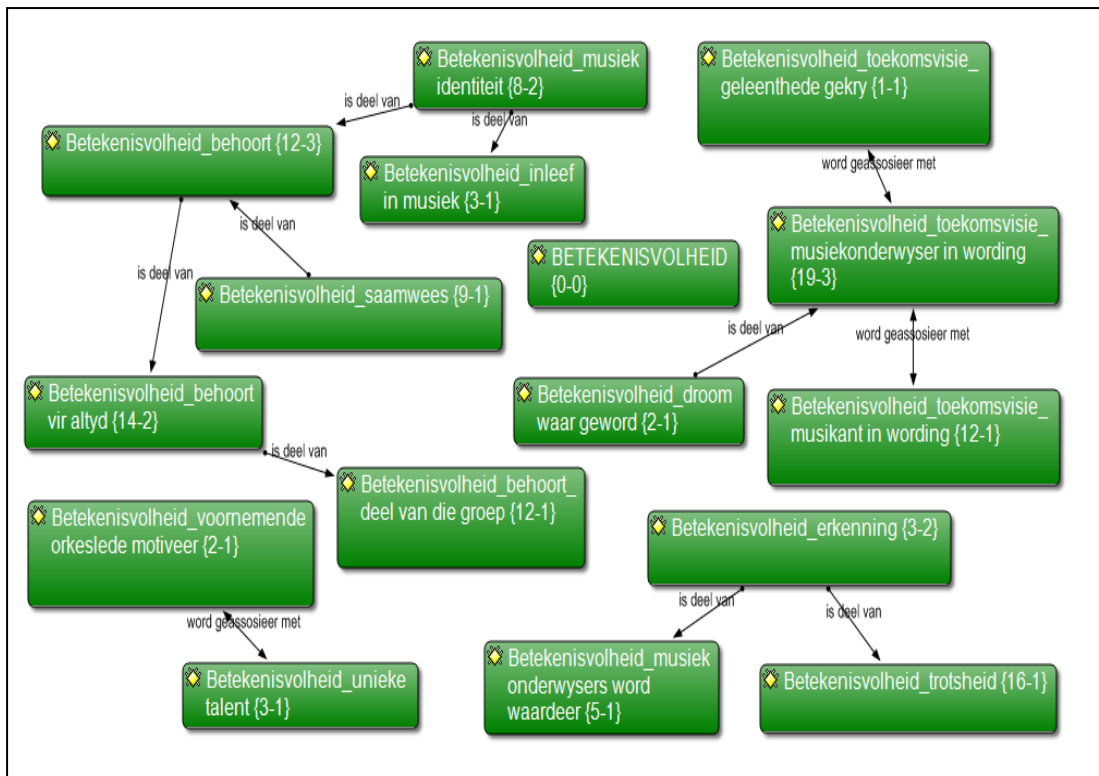 Betekenisvolheid_musiek
identiteit {8-2}
Betekenisvolheid_toekomsvisie_
geleenthede gekry {1-1}
is deel van
is deel van
Betekenisvolheid_behoort {12-3}
Betekenisvolheid_inleef
in musiek {3-1}
word geassosieer met
is deel van
Betekenisvolheid_toekomsvisie_
musiekonderwyser in wording
{19-3}
BETEKENISVOLHEID
{0-0}
is deel van
Betekenisvolheid_saamwees {9-1}
is deel van
word geassosieer met
Betekenisvolheid_behoort
vir altyd {14-2}
Betekenisvolheid_droom
waar geword {2-1}
Betekenisvolheid_toekomsvisie_
musikant in wording {12-1}
is deel van
Betekenisvolheid_behoort_
deel van die groep {12-1}
Betekenisvolheid_voornemende
orkeslede motiveer {2-1}
Betekenisvolheid_erkenning {3-2}
word geassosieer met
is deel van
is deel van
Betekenisvolheid_unieke
talent {3-1}
Betekenisvolheid_musiek
onderwysers word
waardeer {5-1}
Betekenisvolheid_trotsheid {16-1}